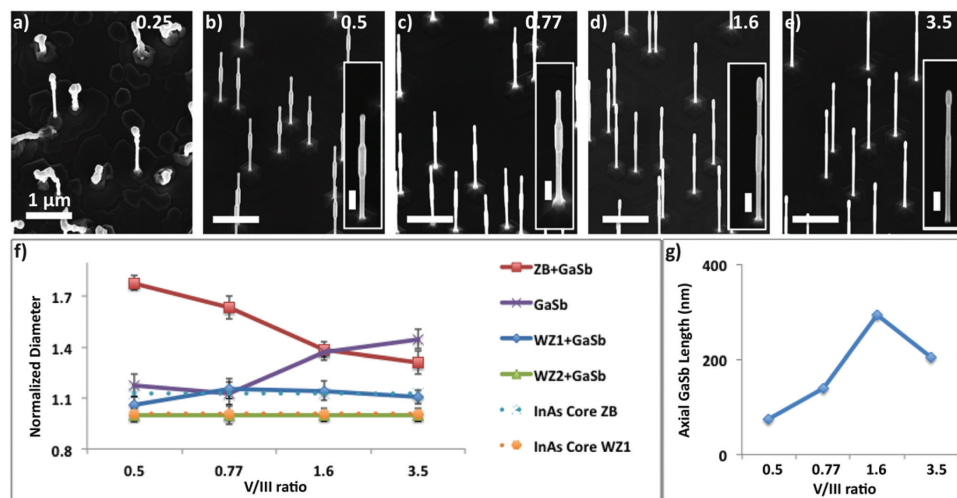 a) 0.25
b) 0.5
c) 0.77
d) 1.6
e) 3.5
1 µm
f)
Normalized Diameter
1.7
1.4
1.1
0.8
0.5 0.77 1.6 3.5
V/III ratio
ZB+GaSb
GaSb
WZ1+GaSb
WZ2+GaSb
InAs Core ZB
InAs Core WZ1
g)
Axial GaSb Length (nm)
400
200
0
0.5 0.77 1.6 3.5
V/III ratio